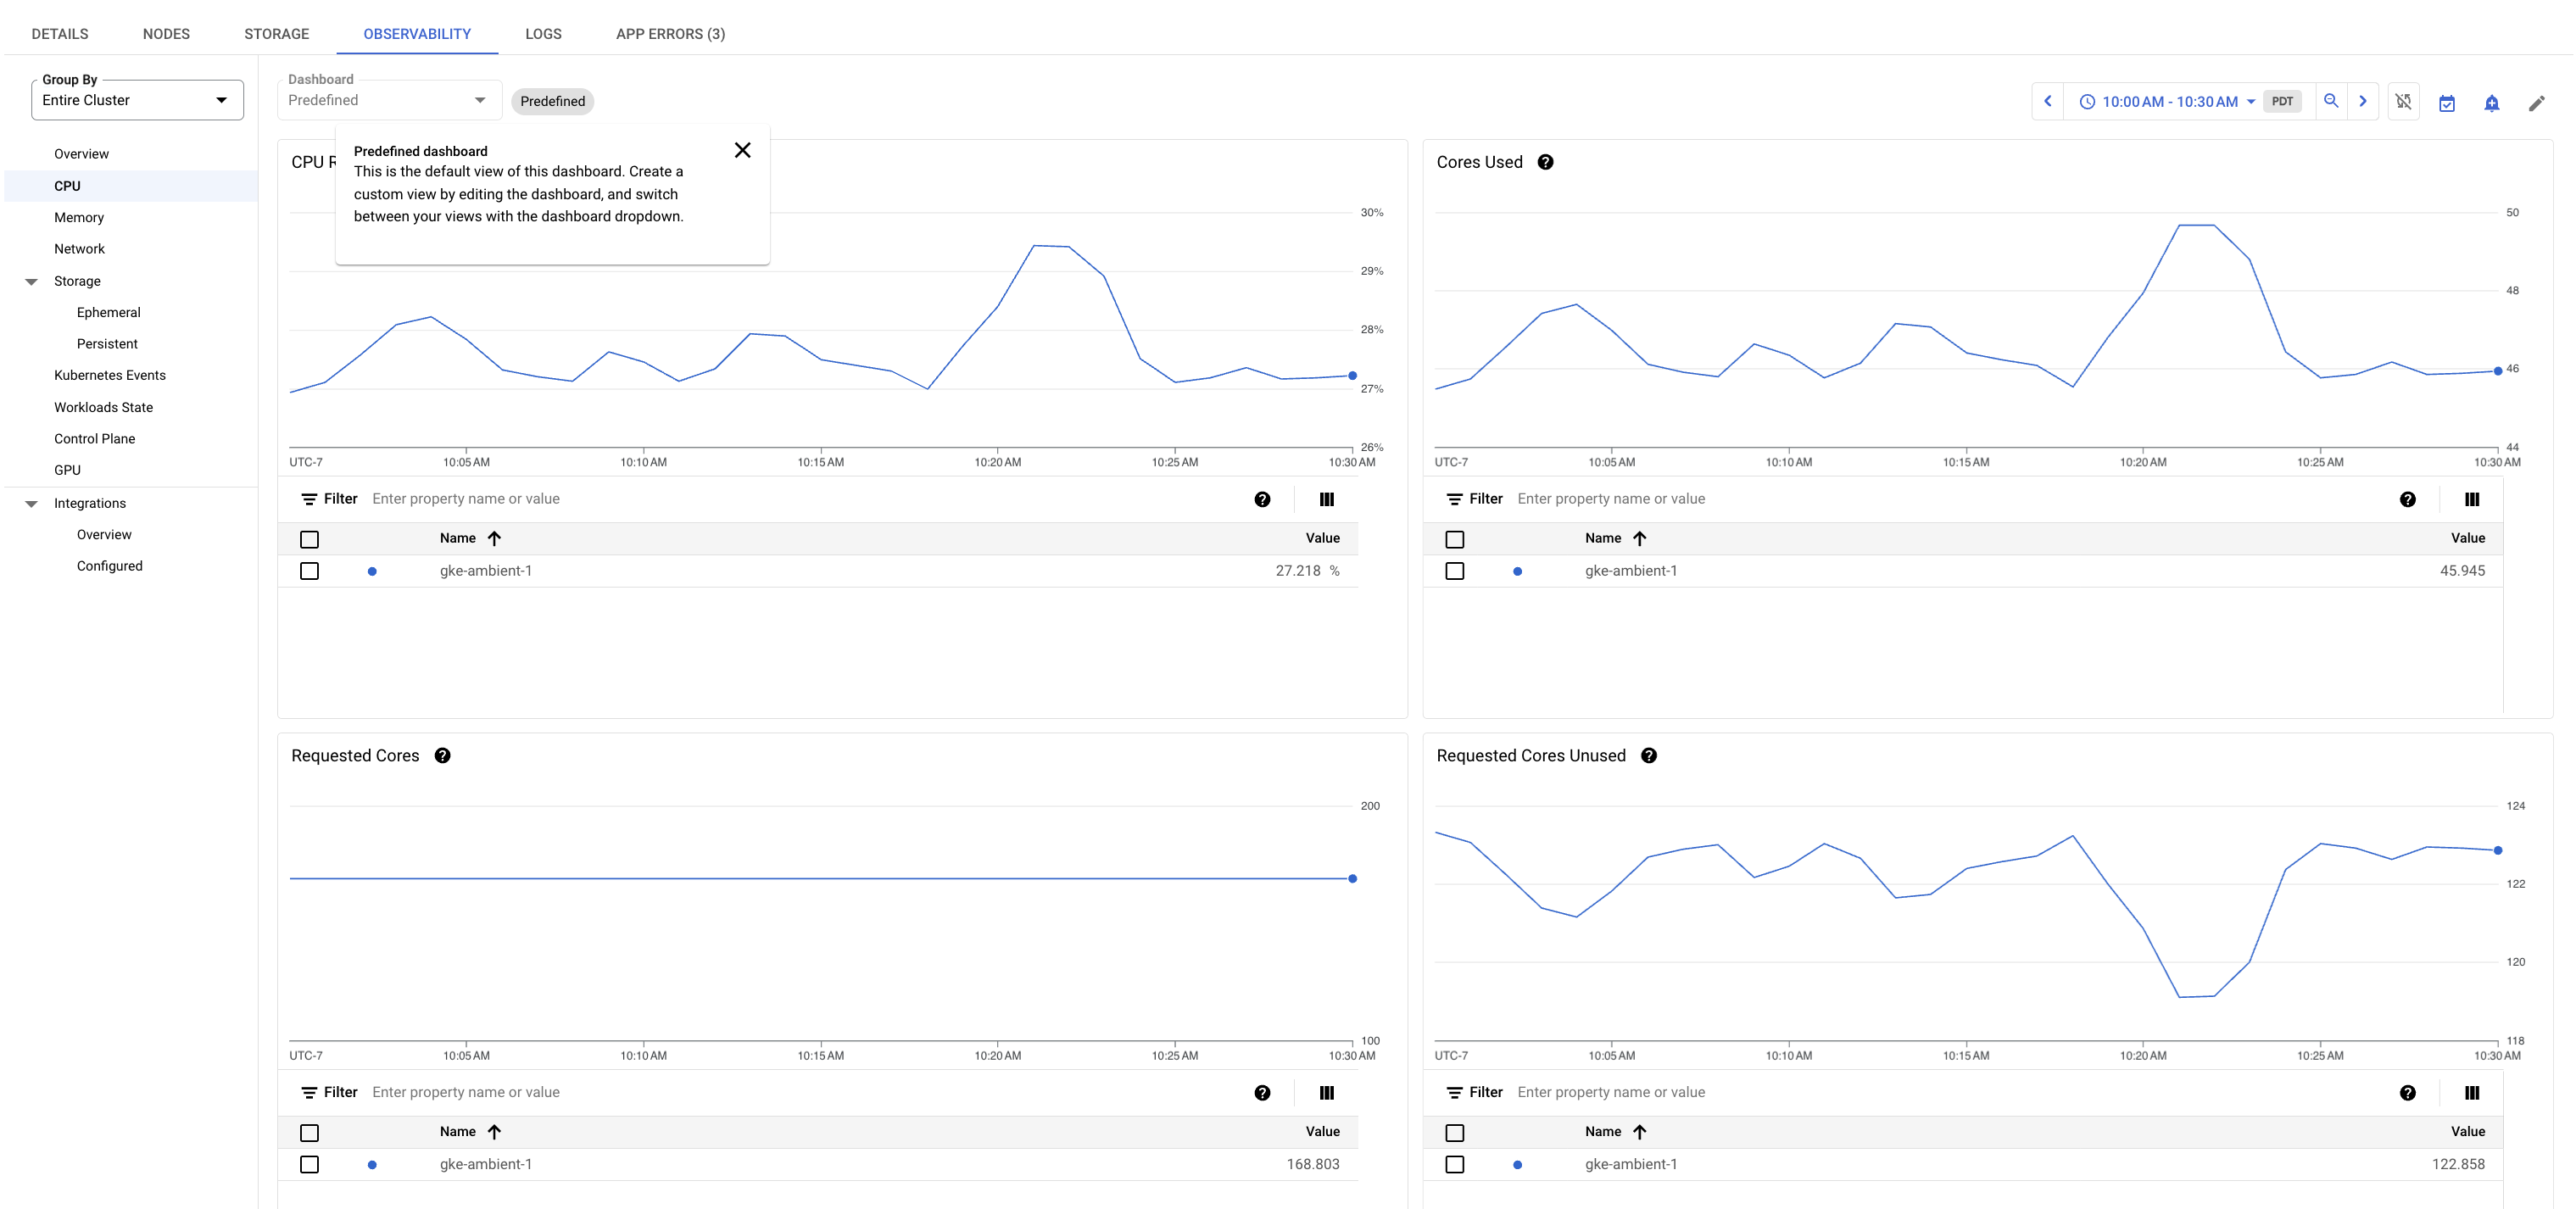 DETAILS NODES STORAGE OBSERVABILITY LOGS APP ERRORS (3)
Group By
Entire Cluster
Overview
CPU
Memory
Network
Storage
Ephemeral
Persistent
Kubernetes Events
Workloads State
Control Plane
GPU
Integrations
Overview
Configured
Dashboard
Predefined
Predefined
10:00 AM - 10:30 AM PDT
Predefined dashboard
This is the default view of this dashboard. Create a
custom view by editing the dashboard, and switch
between your views with the dashboard dropdown.
CPU R
30%
29%
28%
27%
26%
UTC-7 10:05 AM 10:10 AM 10:15 AM 10:20 AM 10:25 AM 10:30 AM
Filter Enter property name or value
Name Value
gke-ambient-1 27.218 %
Cores Used
50
48
46
44
UTC-7 10:05 AM 10:10 AM 10:15 AM 10:20 AM 10:25 AM 10:30 AM
Filter Enter property name or value
Name Value
gke-ambient-1 45.945
Requested Cores
200
100
UTC-7 10:05 AM 10:10 AM 10:15 AM 10:20 AM 10:25 AM 10:30 AM
Filter Enter property name or value
Name Value
gke-ambient-1 168.803
Requested Cores Unused
124
122
120
118
UTC-7 10:05 AM 10:10 AM 10:15 AM 10:20 AM 10:25 AM 10:30 AM
Filter Enter property name or value
Name Value
gke-ambient-1 122.858